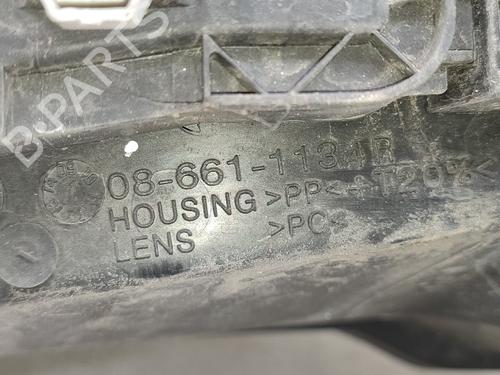 B-PARTS
08-661-1134R
HOUSING >PP< +T20%<
LENS >PC<